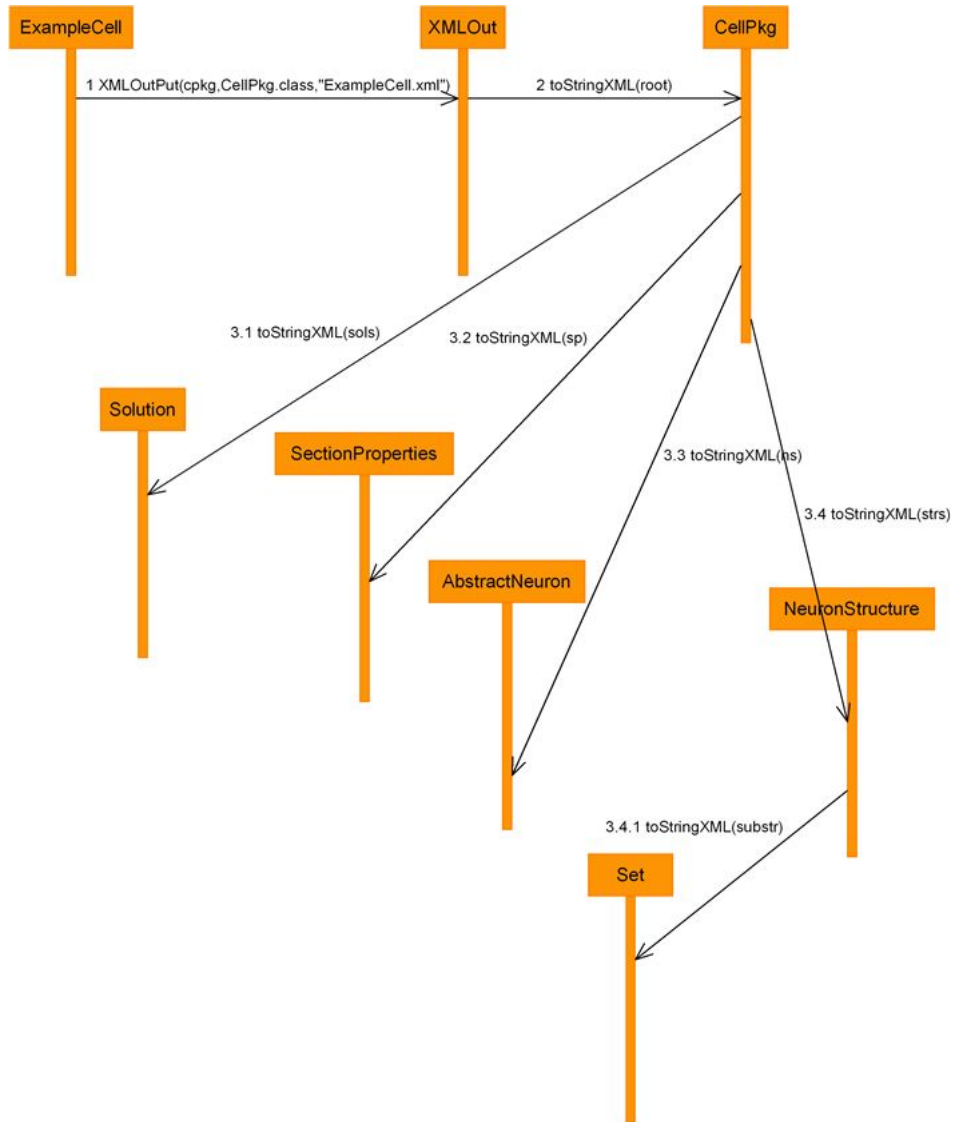 ExampleCell
XMLOut
CellPkg
1 XMLOutPut(cpkg,CellPkg.class,"ExampleCell.xml")
2 toStringXML(root)
3.1 toStringXML(sols)
3.2 toStringXML(sp)
Solution
SectionProperties
3.3 toStringXML(ns)
3.4 toStringXML(strs)
AbstractNeuron
NeuronStructure
3.4.1 toStringXML(substr)
Set